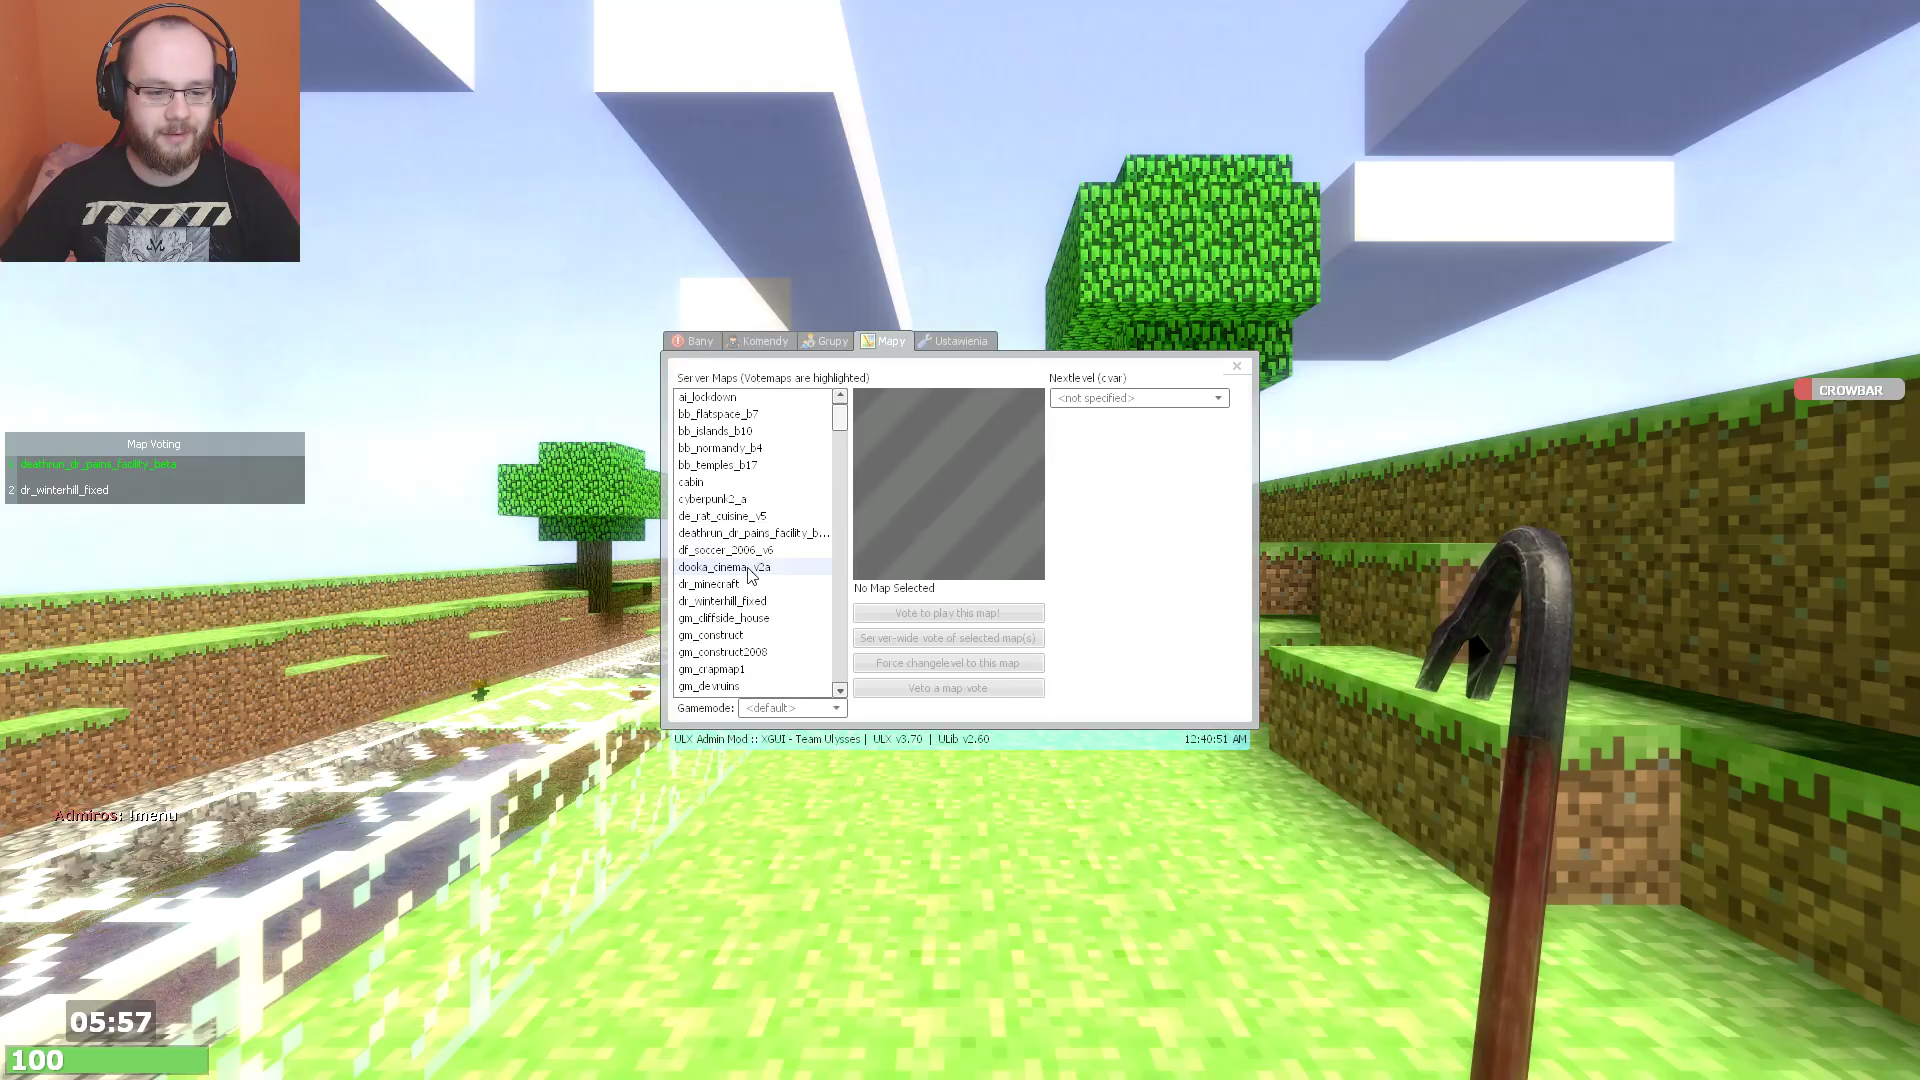 Bany
Komendy
Grupy
Mapy
Ustawienia
Server Maps (Votemaps are highlighted)
ai_lockdown
bb_flatspace_b7
bb_islands_b10
bb_normandy_b4
bb_temples_b17
cabin
cyberpunk2_a
de_rat_cuisine_v5
deathrun_dr_pains_facility_b...
df_soccer_2006_v6
dooka_cinema_v2a
dr_minecraft
dr_winterhill_fixed
gm_cliffside_house
gm_construct
gm_construct2008
gm_crapmap1
gm_devruins
Gamemode: <default>
No Map Selected
Vote to play this map!
Server-wide vote of selected map(s)
Force changelevel to this map
Veto a map vote
Nextlevel (cvar)
<not specified>
ULX Admin Mod :: XGUI - Team Ulysses | ULX v3.70 | ULib v2.60
12:40:51 AM
CROWBAR
Map Voting
1 deathrun_dr_pains_facility_beta
2 dr_winterhill_fixed
Admiros: !menu
05:57
100